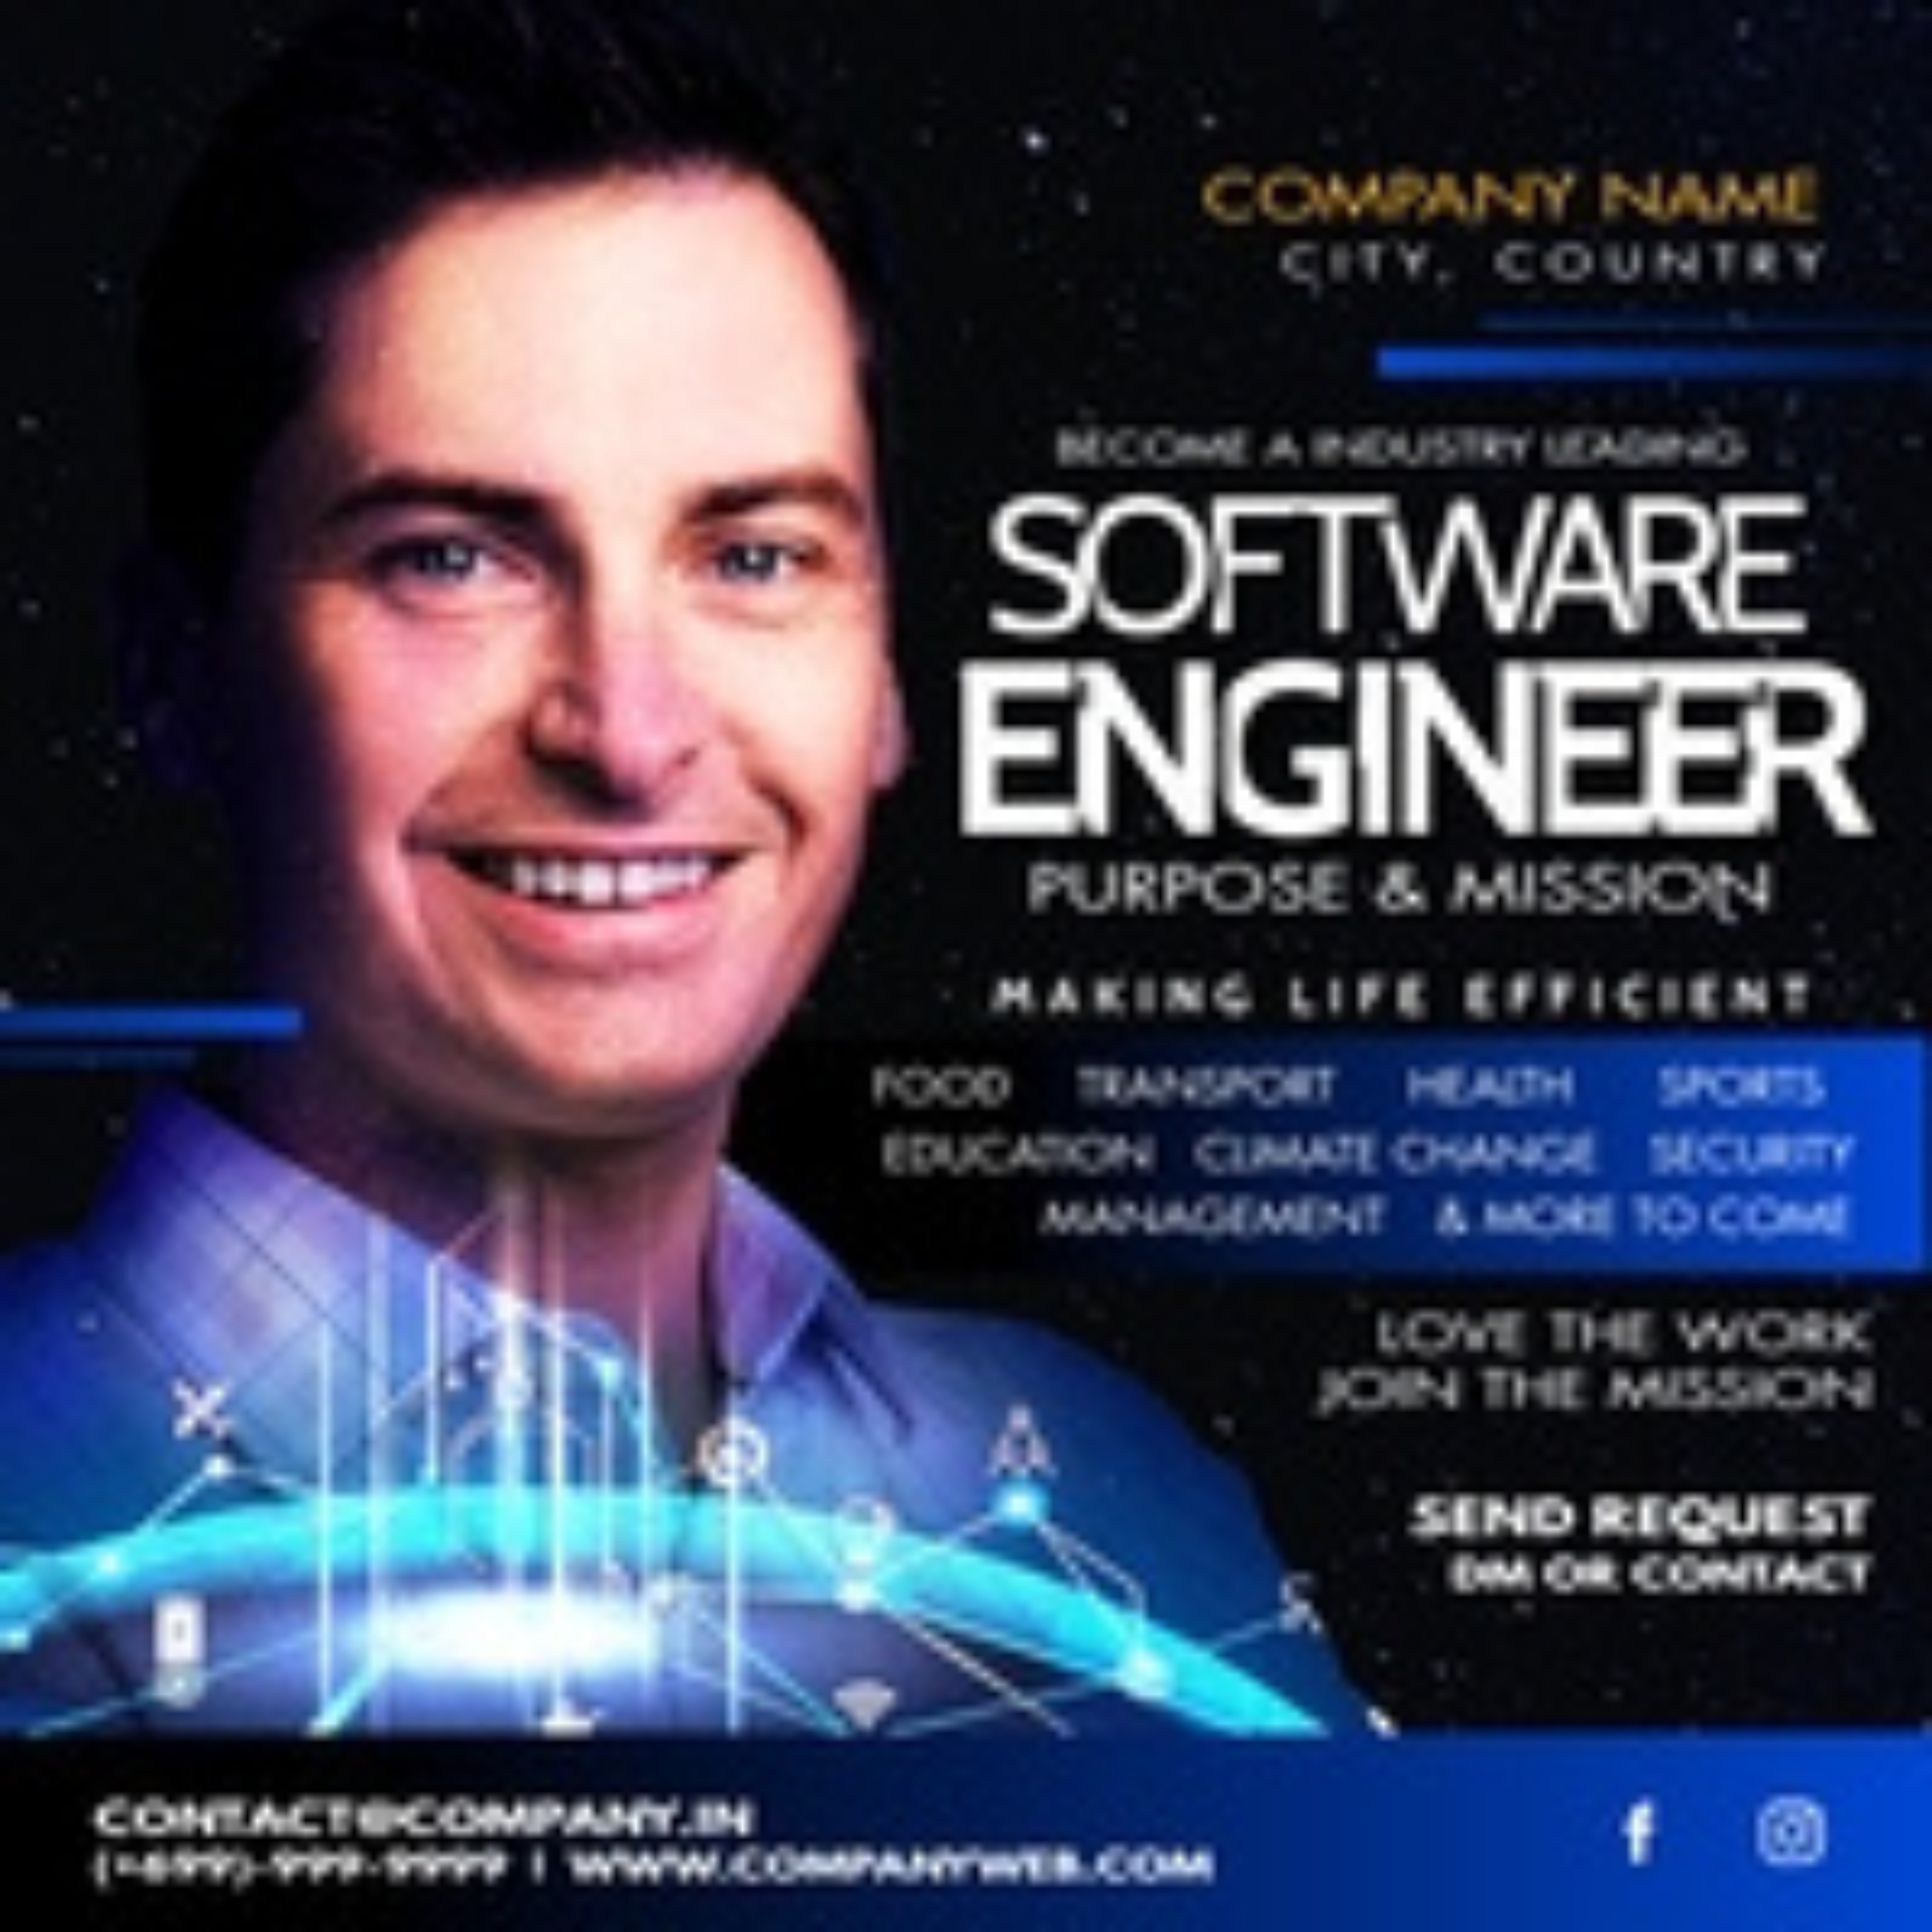 COMPANY NAME
CITY, COUNTRY
BECOME A INDUSTRY LEADING
SOFTWARE
ENGINEER
PURPOSE & MISSION
MAKING LIFE EFFICIENT
FOOD TRANSPORT HEALTH SPORTS
EDUCATION CLIMATE CHANGE SECURITY
MANAGEMENT & MORE TO COME
LOVE THE WORK
JOIN THE MISSION
SEND REQUEST
DM OR CONTACT
CONTACT@COMPANY.IN
(+699)-999-9999 | WWW.COMPANYWEB.COM